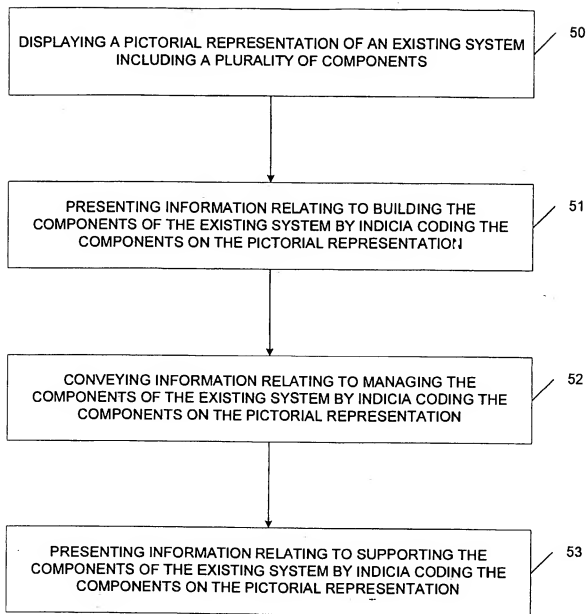 DISPLAYING A PICTORIAL REPRESENTATION OF AN EXISTING SYSTEM
INCLUDING A PLURALITY OF COMPONENTS
50
PRESENTING INFORMATION RELATING TO BUILDING THE
COMPONENTS OF THE EXISTING SYSTEM BY INDICIA CODING THE
COMPONENTS ON THE PICTORIAL REPRESENTATION
51
CONVEYING INFORMATION RELATING TO MANAGING THE
COMPONENTS OF THE EXISTING SYSTEM BY INDICIA CODING THE
COMPONENTS ON THE PICTORIAL REPRESENTATION
52
PRESENTING INFORMATION RELATING TO SUPPORTING THE
COMPONENTS OF THE EXISTING SYSTEM BY INDICIA CODING THE
COMPONENTS ON THE PICTORIAL REPRESENTATION
53